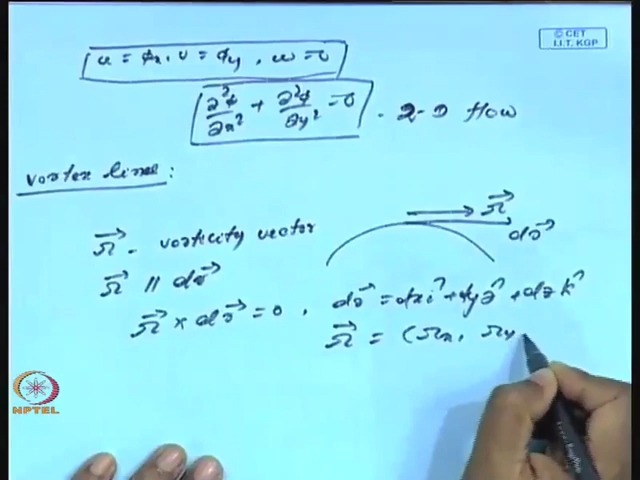 © CET
I.I.T. KGP
u = φx, v = φy, w = 0
∂²φ/∂x² + ∂²φ/∂y² = 0 . 2-D flow
Vortex lines :
Ω⃗ - vorticity vector
Ω⃗
dr⃗
Ω⃗ // dr⃗
Ω⃗ × dr⃗ = 0 , dr⃗ = dx î + dy ĵ + dz k̂
Ω⃗ = (Ωx, Ωy
NPTEL